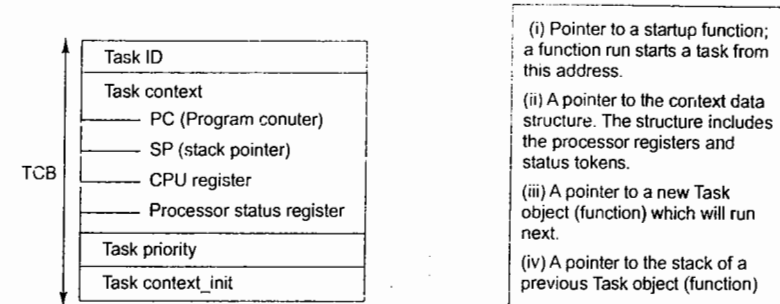 TCB
Task ID
Task context
PC (Program conuter)
SP (stack pointer)
CPU register
Processor status register
Task priority
Task context_init
(i) Pointer to a startup function;
a function run starts a task from
this address.
(ii) A pointer to the context data
structure. The structure includes
the processor registers and
status tokens.
(iii) A pointer to a new Task
object (function) which will run
next.
(iv) A pointer to the stack of a
previous Task object (function)